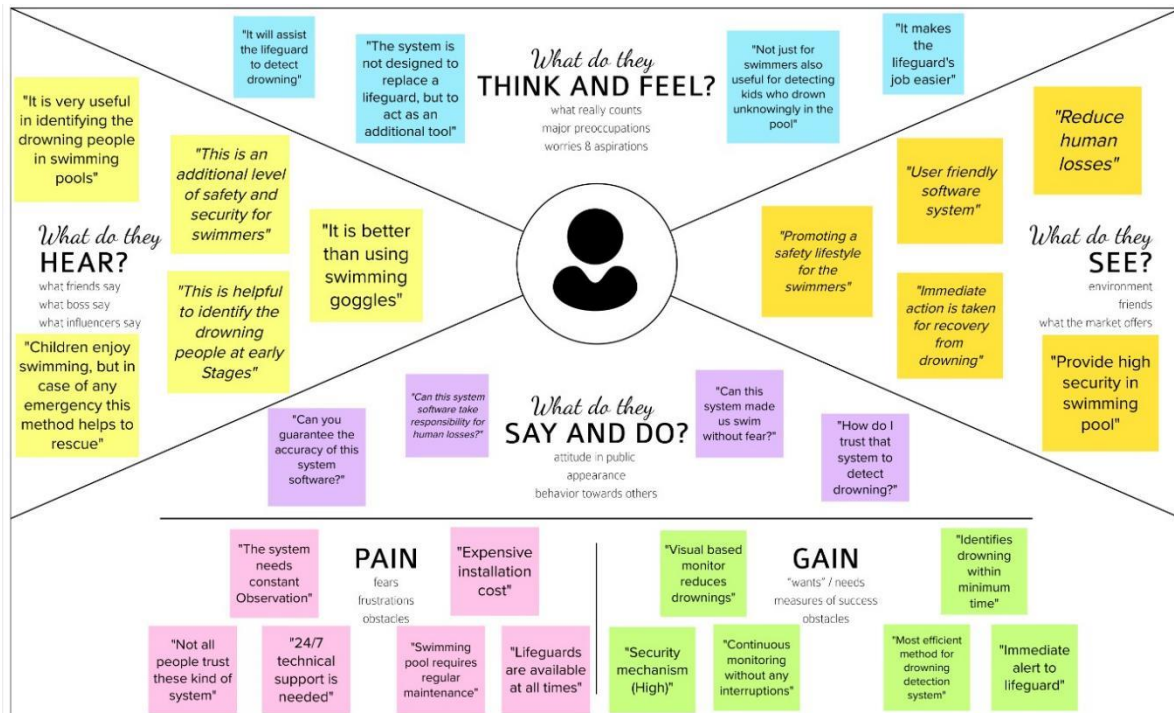 "It will assist
the lifeguard
to detect
drowning"
"The system is
not designed to
replace a
lifeguard, but to
act as an
additional tool"
What do they
THINK AND FEEL?
what really counts
major preoccupations
worries & aspirations
"Not just for
swimmers also
useful for detecting
kids who drown
unknowingly in the
pool"
"It makes
the
lifeguard's
job easier"
"It is very useful
in identifying the
drowning people
in swimming
pools"
"This is an
additional level
of safety and
security for
swimmers"
"It is better
than using
swimming
goggles"
What do they
HEAR?
what friends say
what boss say
what influencers say
"This is helpful
to identify the
drowning
people at early
Stages"
"Children enjoy
swimming, but in
case of any
emergency this
method helps to
rescue"
"Reduce
human
losses"
"User friendly
software
system"
"Promoting a
safety lifestyle
for the
swimmers"
What do they
SEE?
environment
friends
what the market offers
"Immediate
action is taken
for recovery
from
drowning"
"Provide high
security in
swimming
pool"
"Can you
guarantee the
accuracy of this
system
software?"
"Can this system
software take
responsibility for
human losses?"
What do they
SAY AND DO?
attitude in public
appearance
behavior towards others
"Can this
system made
us swim
without fear?"
"How do I
trust that
system to
detect
drowning?"
"The system
needs
constant
Observation"
PAIN
fears
frustrations
obstacles
"Expensive
installation
cost"
"Not all
people trust
these kind of
system"
"24/7
technical
support is
needed"
"Swimming
pool requires
regular
maintenance"
"Lifeguards
are available
at all times"
"Visual based
monitor
reduces
drownings"
GAIN
"wants" / needs
measures of success
obstacles
"Identifies
drowning
within
minimum
time"
"Security
mechanism
(High)"
"Continuous
monitoring
without any
interruptions"
"Most efficient
method for
drowning
detection
system"
"Immediate
alert to
lifeguard"